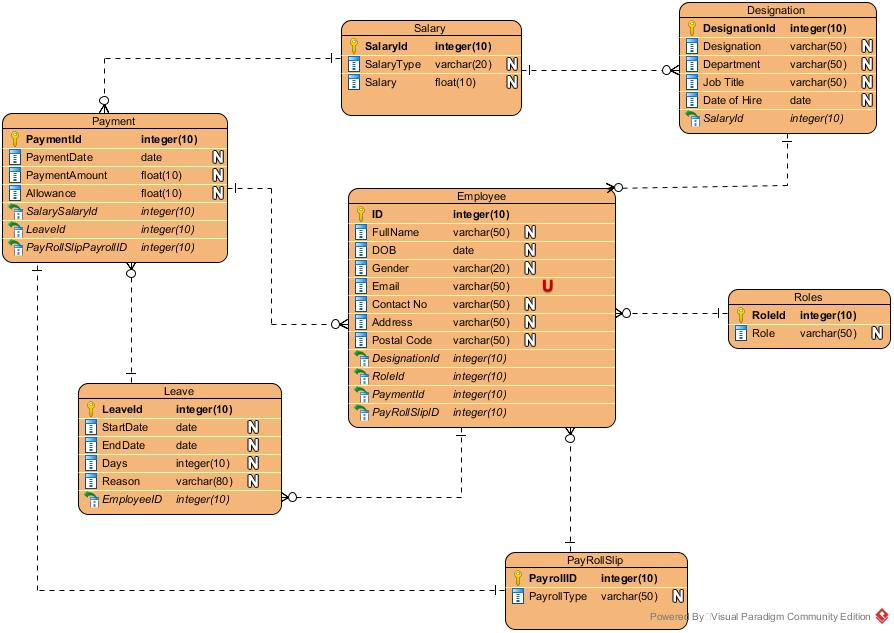 Salary
SalaryId integer(10)
SalaryType varchar(20) N
Salary float(10) N
Designation
DesignationId integer(10)
Designation varchar(50) N
Department varchar(50) N
Job Title varchar(50) N
Date of Hire date N
SalaryId integer(10)
Payment
PaymentId integer(10)
PaymentDate date N
PaymentAmount float(10) N
Allowance float(10) N
SalarySalaryId integer(10)
LeaveId integer(10)
PayRollSlipPayrollID integer(10)
Employee
ID integer(10)
FullName varchar(50) N
DOB date N
Gender varchar(20) N
Email varchar(50) U
Contact No varchar(50) N
Address varchar(50) N
Postal Code varchar(50) N
DesignationId integer(10)
RoleId integer(10)
PaymentId integer(10)
PayRollSlipID integer(10)
Roles
RoleId integer(10)
Role varchar(50) N
Leave
LeaveId integer(10)
StartDate date N
EndDate date N
Days integer(10) N
Reason varchar(80) N
EmployeeID integer(10)
PayRollSlip
PayrollID integer(10)
PayrollType varchar(50) N
Powered By Visual Paradigm Community Edition